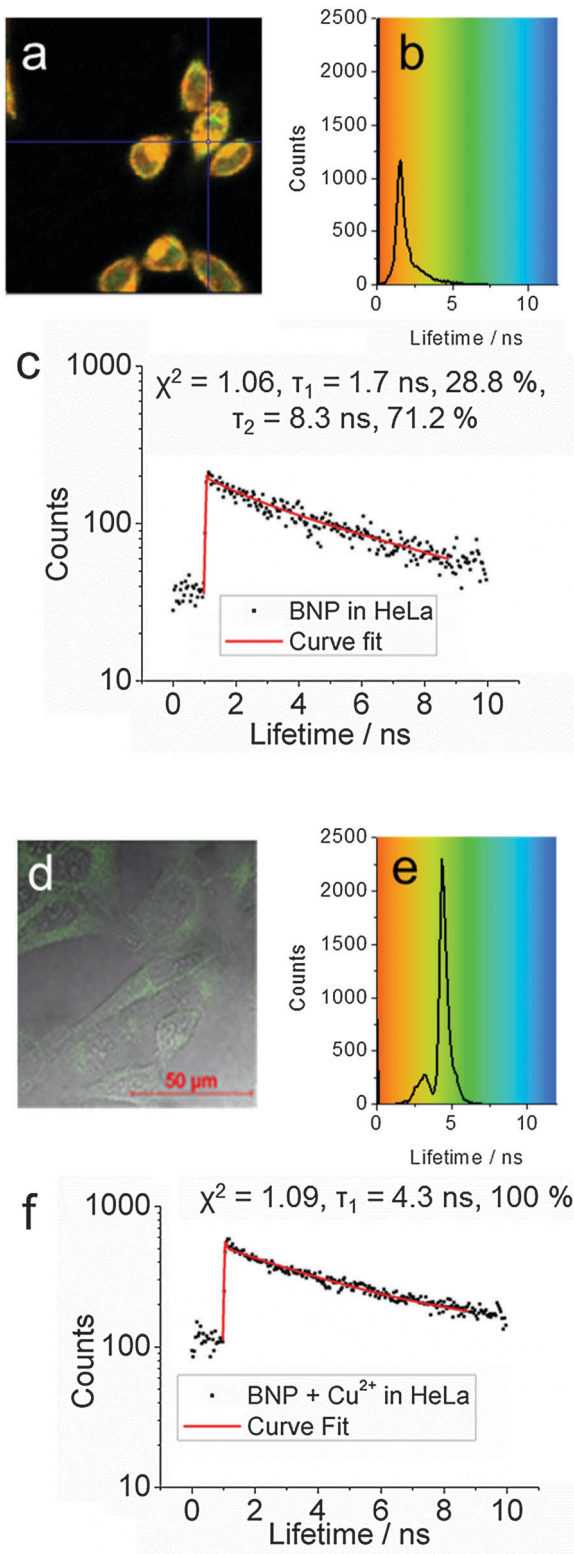 a
b
2500
2000
1500
1000
500
0
Counts
0 5 10
Lifetime / ns
c
χ² = 1.06, τ₁ = 1.7 ns, 28.8 %,
τ₂ = 8.3 ns, 71.2 %
1000
100
10
Counts
BNP in HeLa
Curve fit
0 2 4 6 8 10
Lifetime / ns
d
50 µm
e
2500
2000
1500
1000
500
0
Counts
0 5 10
Lifetime / ns
f
χ² = 1.09, τ₁ = 4.3 ns, 100 %
1000
100
10
Counts
BNP + Cu²⁺ in HeLa
Curve Fit
0 2 4 6 8 10
Lifetime / ns